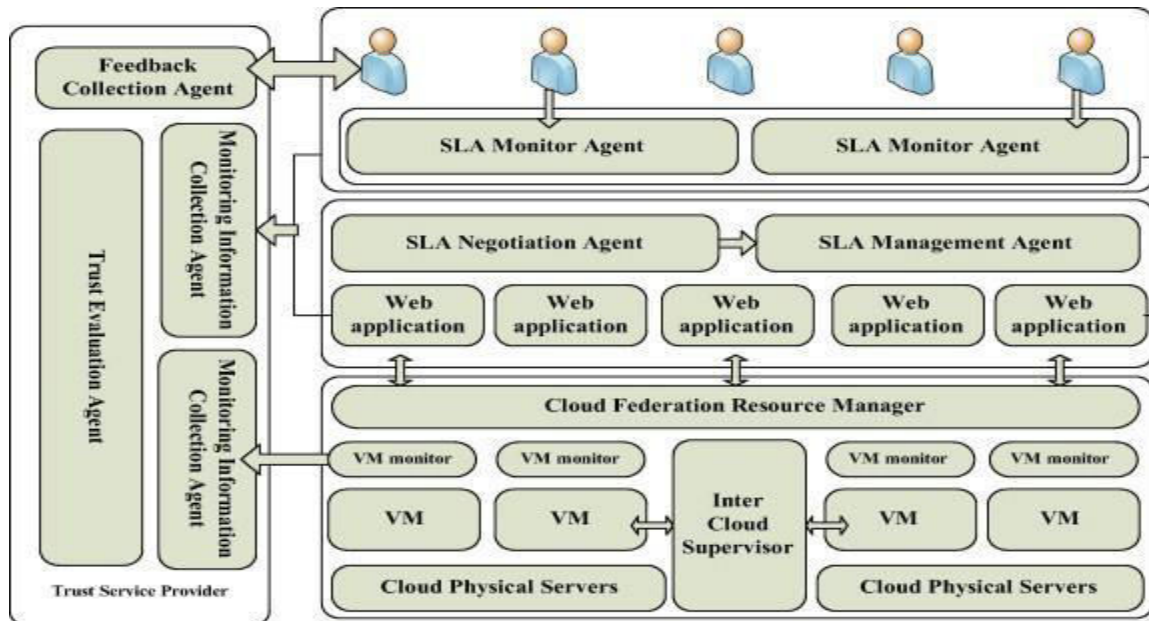 Feedback
Collection Agent
Trust Evaluation Agent
Monitoring Information
Collection Agent
Monitoring Information
Collection Agent
Trust Service Provider
SLA Monitor Agent
SLA Monitor Agent
SLA Negotiation Agent
SLA Management Agent
Web
application
Web
application
Web
application
Web
application
Web
application
Cloud Federation Resource Manager
VM monitor
VM monitor
VM monitor
VM monitor
VM
VM
Inter
Cloud
Supervisor
VM
VM
Cloud Physical Servers
Cloud Physical Servers